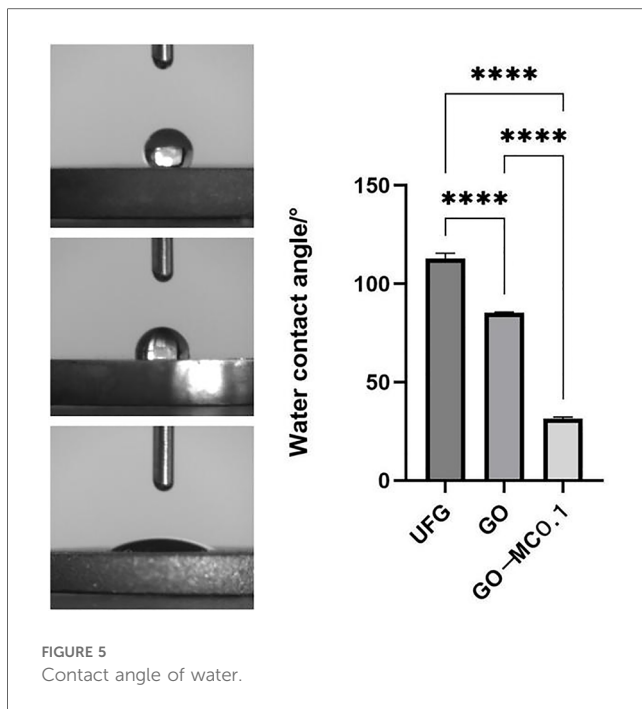 ****
****
****
150
100
50
0
Water contact angle/°
UFG
GO
GO–MC0.1
FIGURE 5
Contact angle of water.